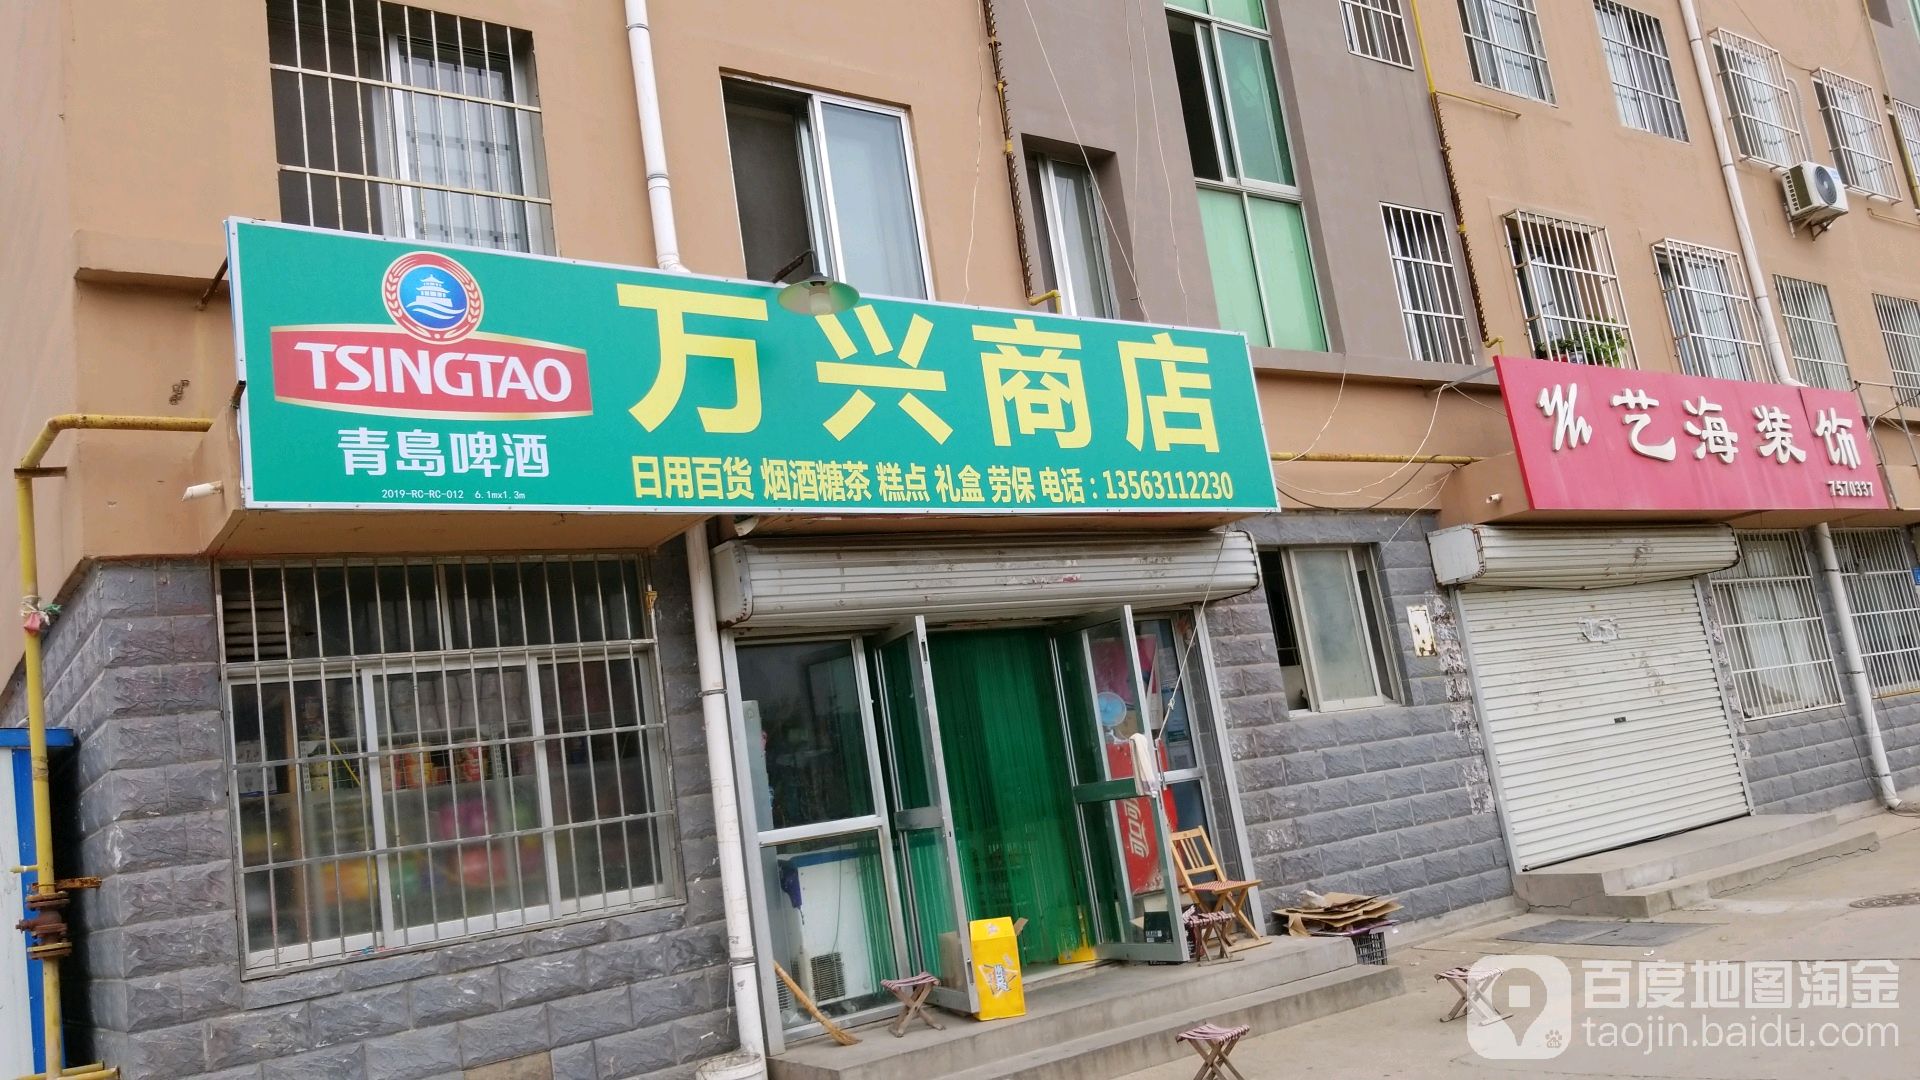 TSINGTAO
青島啤酒
2019-RC-RC-012 6.1mx1.3m
万兴商店
日用百货 烟酒糖茶 糕点 礼盒 劳保 电话：13563112230
艺海装饰
7570337
百度地图淘金
taojin.baidu.com